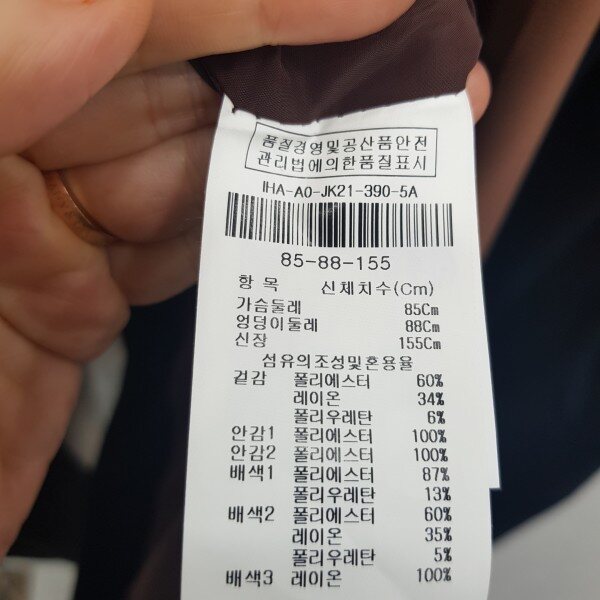 품질경영및공산품안전
관리법에의한품질표시
IHA-A0-JK21-390-5A
85-88-155
항 목 신체치수(Cm)
가슴둘레 85Cm
엉덩이둘레 88Cm
신장 155Cm
섬유의조성및혼용율
겉감 폴리에스터 60%
레이온 34%
폴리우레탄 6%
안감1 폴리에스터 100%
안감2 폴리에스터 100%
배색1 폴리에스터 87%
폴리우레탄 13%
배색2 폴리에스터 60%
레이온 35%
폴리우레탄 5%
배색3 레이온 100%